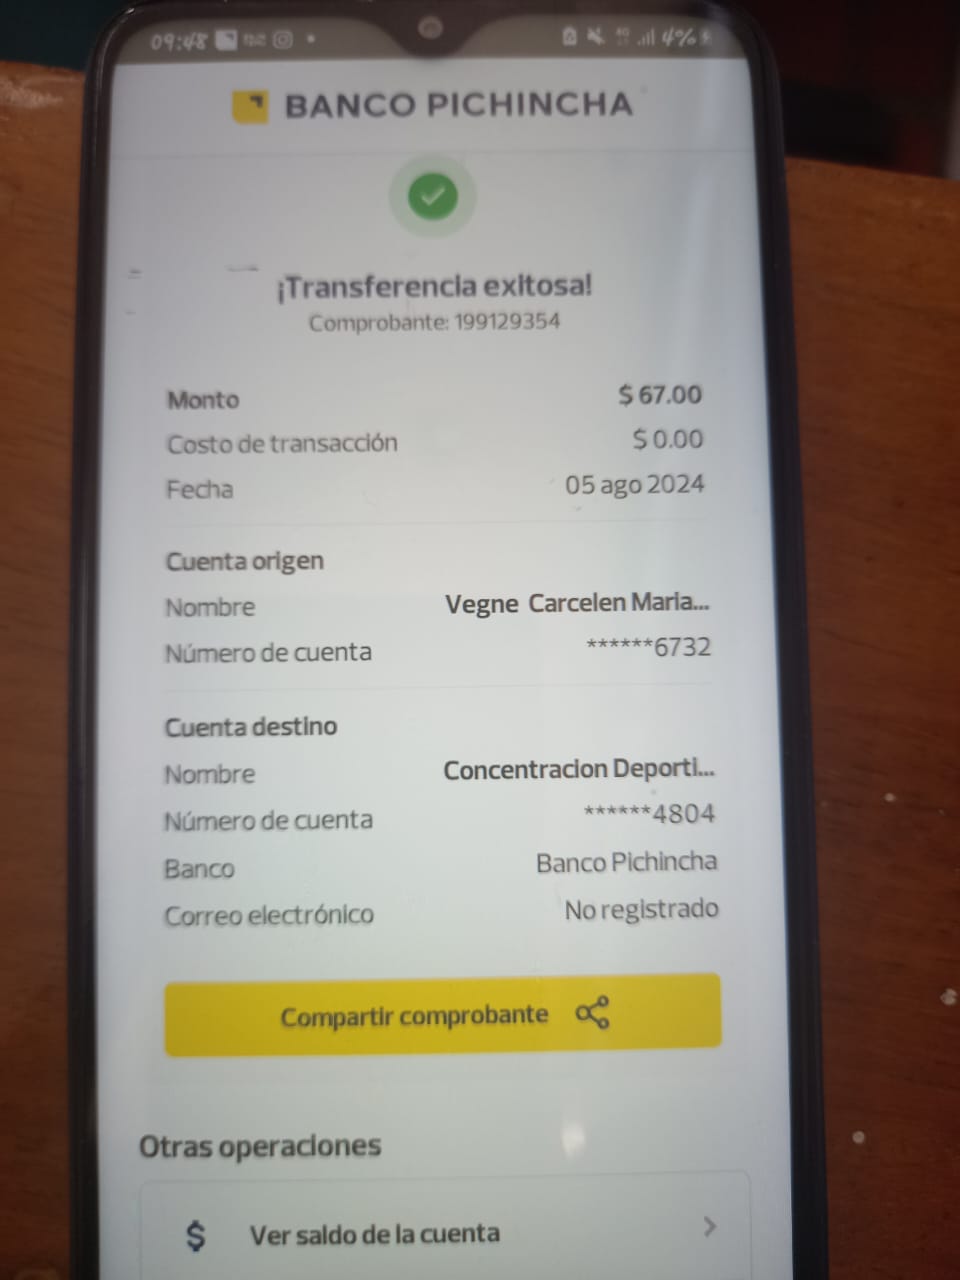 09:48 4G 4%
BANCO PICHINCHA
¡Transferencia exitosa!
Comprobante: 199129354
Monto $ 67.00
Costo de transacción $ 0.00
Fecha 05 ago 2024
Cuenta origen
Nombre Vegne Carcelen Maria...
Número de cuenta ******6732
Cuenta destino
Nombre Concentracion Deporti...
Número de cuenta ******4804
Banco Banco Pichincha
Correo electrónico No registrado
Compartir comprobante
Otras operaciones
$ Ver saldo de la cuenta >